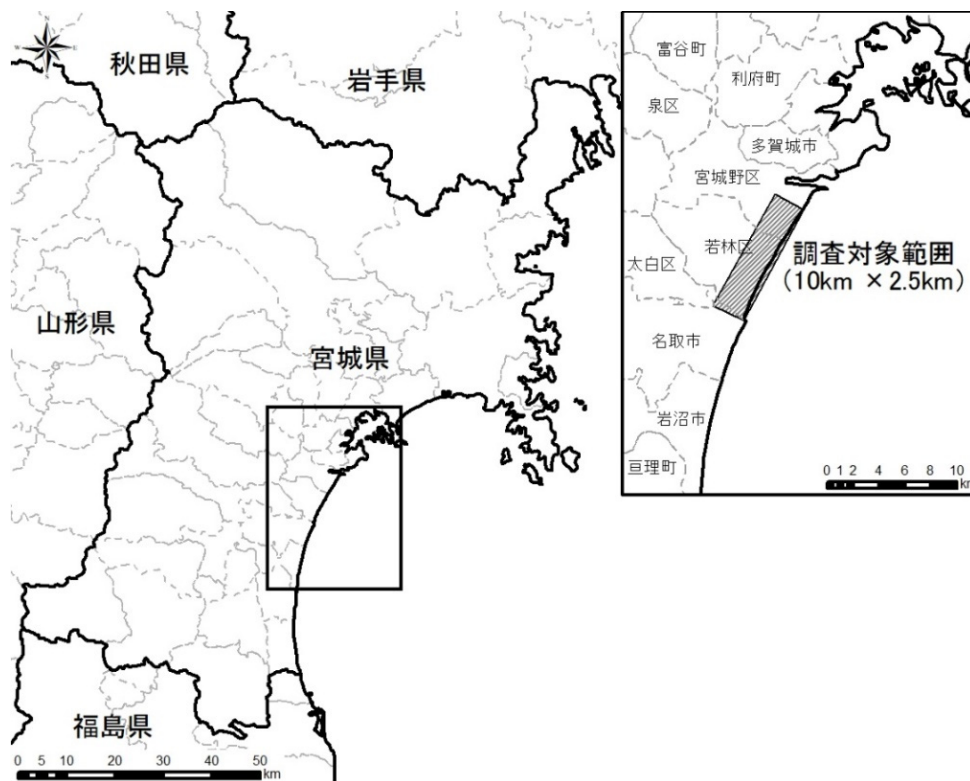 秋田県
岩手県
山形県
宮城県
福島県
0 5 10 20 30 40 50
km
富谷町
利府町
泉区
多賀城市
宮城野区
若林区
太白区
調査対象範囲
(10km ×2.5km)
名取市
岩沼市
亘理町
0 1 2 4 6 8 10
km